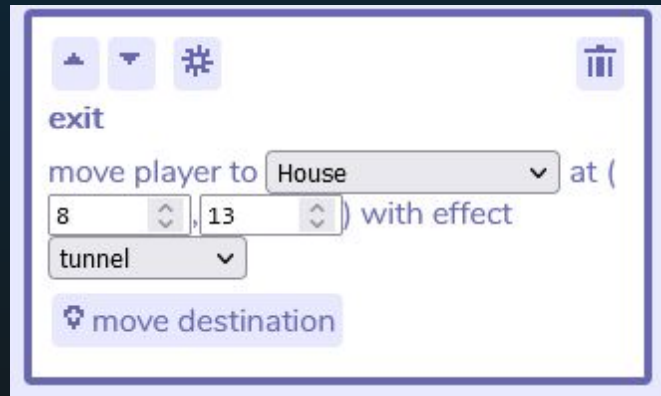 exit
move player to House at (
8 , 13 ) with effect
tunnel
move destination